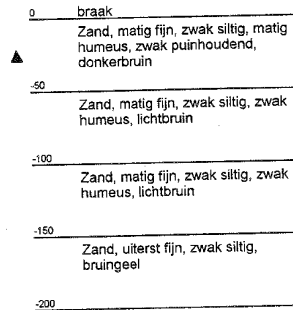 0 braak
Zand, matig fijn, zwak siltig, matig
humeus, zwak puinhoudend,
donkerbruin
-50
Zand, matig fijn, zwak siltig, zwak
humeus, lichtbruin
-100
Zand, matig fijn, zwak siltig, zwak
humeus, lichtbruin
-150
Zand, uiterst fijn, zwak siltig,
bruingeel
-200